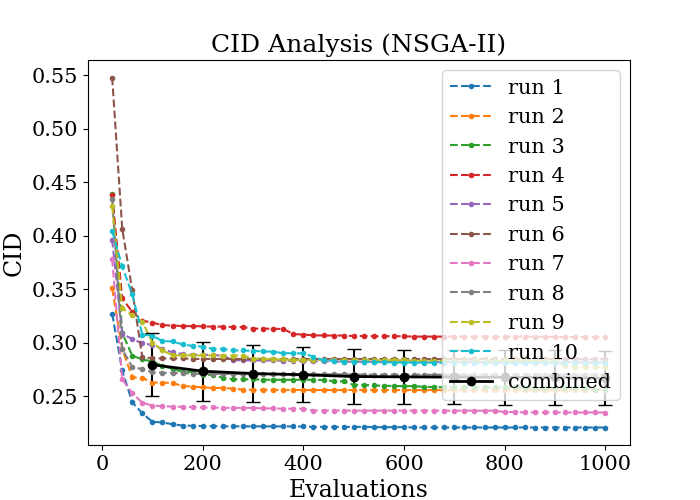 CID Analysis (NSGA-II)
0.55
0.50
0.45
0.40
0.35
0.30
0.25
CID
0
200
400
600
800
1000
Evaluations
run 1
run 2
run 3
run 4
run 5
run 6
run 7
run 8
run 9
run 10
combined